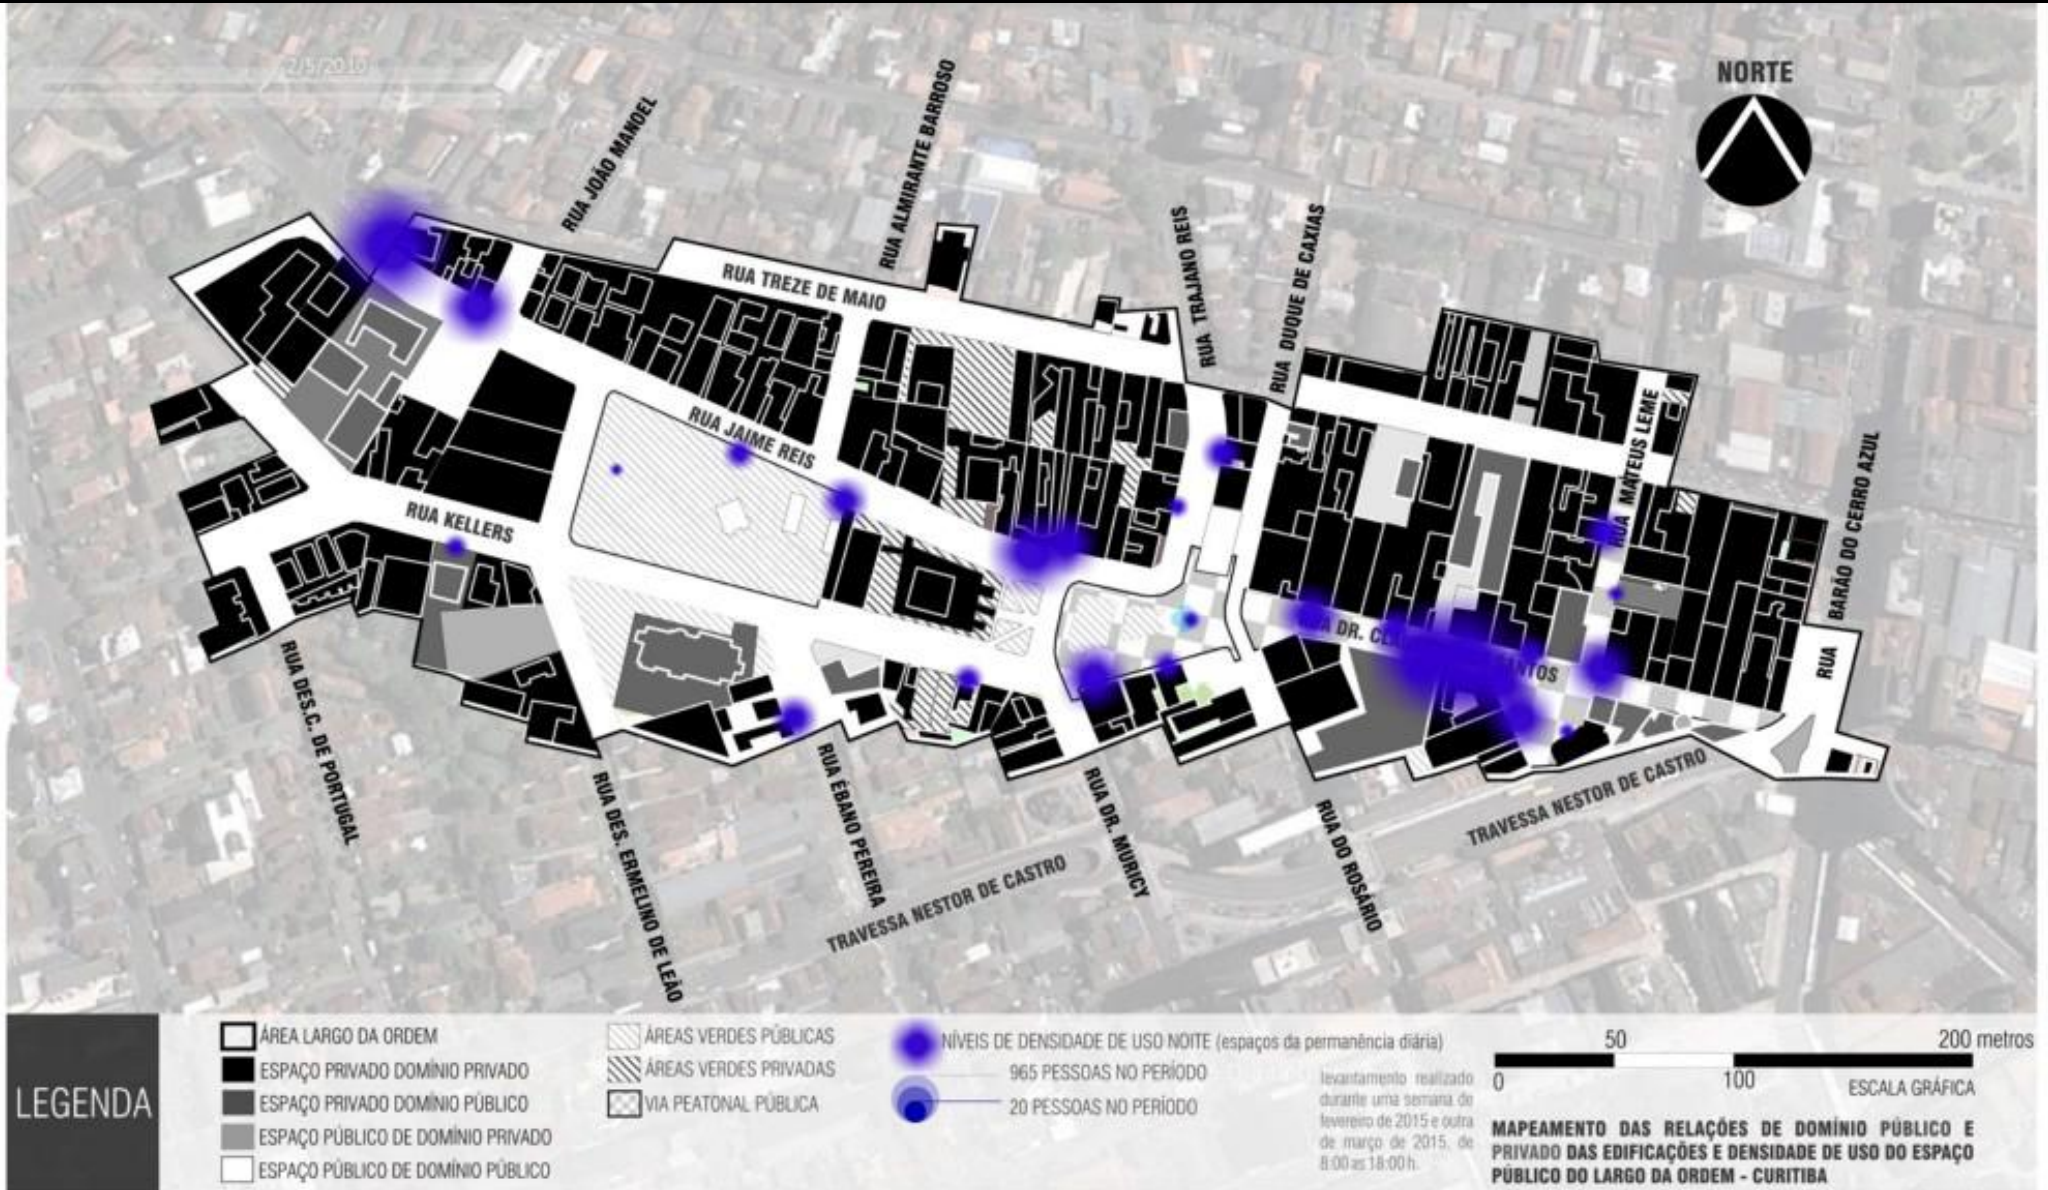 2/5/2010
NORTE
RUA JOÃO MANOEL
RUA ALMIRANTE BARROSO
RUA TRAJANO REIS
RUA DUQUE DE CAXIAS
RUA TREZE DE MAIO
RUA JAIME REIS
RUA KELLERS
RUA MATEUS LEME
RUA BARÃO DO CERRO AZUL
RUA DR. CL
SANTOS
RUA DES.C. DE PORTUGAL
RUA DES. ERMELINO DE LEÃO
RUA ÉBANO PEREIRA
TRAVESSA NESTOR DE CASTRO
RUA DR. MURICY
RUA DO ROSÁRIO
TRAVESSA NESTOR DE CASTRO
LEGENDA
ÁREA LARGO DA ORDEM
ESPAÇO PRIVADO DOMÍNIO PRIVADO
ESPAÇO PRIVADO DOMÍNIO PÚBLICO
ESPAÇO PÚBLICO DE DOMÍNIO PRIVADO
ESPAÇO PÚBLICO DE DOMÍNIO PÚBLICO
ÁREAS VERDES PÚBLICAS
ÁREAS VERDES PRIVADAS
VIA PEATONAL PÚBLICA
NÍVEIS DE DENSIDADE DE USO NOITE (espaços da permanência diária)
965 PESSOAS NO PERÍODO
20 PESSOAS NO PERÍODO
levantamento realizado
durante uma semana de
fevereiro de 2015 e outra
de março de 2015, de
8:00 as 18:00 h.
50
200 metros
0
100
ESCALA GRÁFICA
MAPEAMENTO DAS RELAÇÕES DE DOMÍNIO PÚBLICO E
PRIVADO DAS EDIFICAÇÕES E DENSIDADE DE USO DO ESPAÇO
PÚBLICO DO LARGO DA ORDEM - CURITIBA